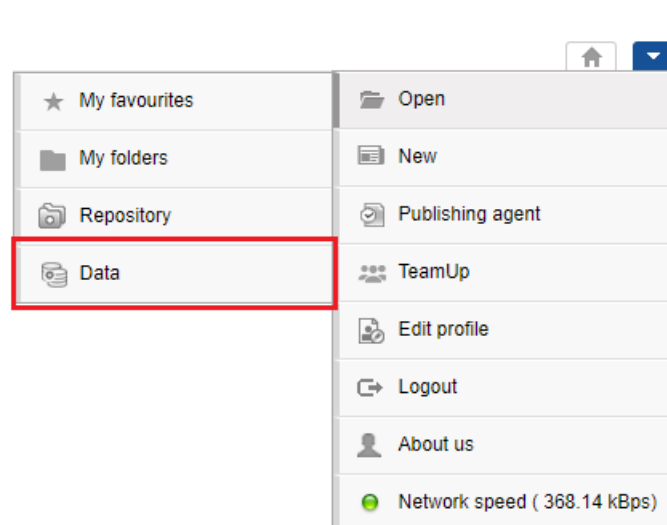 My favourites
My folders
Repository
Data
Open
New
Publishing agent
TeamUp
Edit profile
Logout
About us
Network speed ( 368.14 kBps)